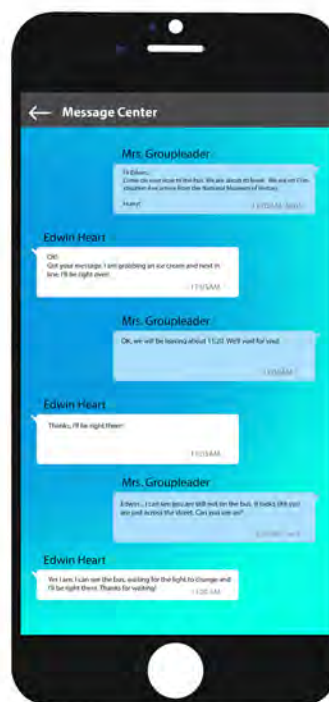 Message Center
Mrs. Groupleader
Hi Edwin,
Come on over now to the bus. We are about to leave. We are on
situation five across from the National Museum of History.
Hurry!
Edwin Heart
OK!
Got your message. I am grabbing an ice cream and next in
line. I'll be right over!
11:05AM
Mrs. Groupleader
OK, we will be leaving about 11:20. We'll wait for you!
Edwin Heart
Thanks, I'll be right there!
Mrs. Groupleader
Edwin... I can see you are still not on the bus. It looks like you
are just across the street. Can you see us?
Edwin Heart
Yes I am. I can see the bus, waiting for the light to change and
I'll be right there. Thanks for waiting!